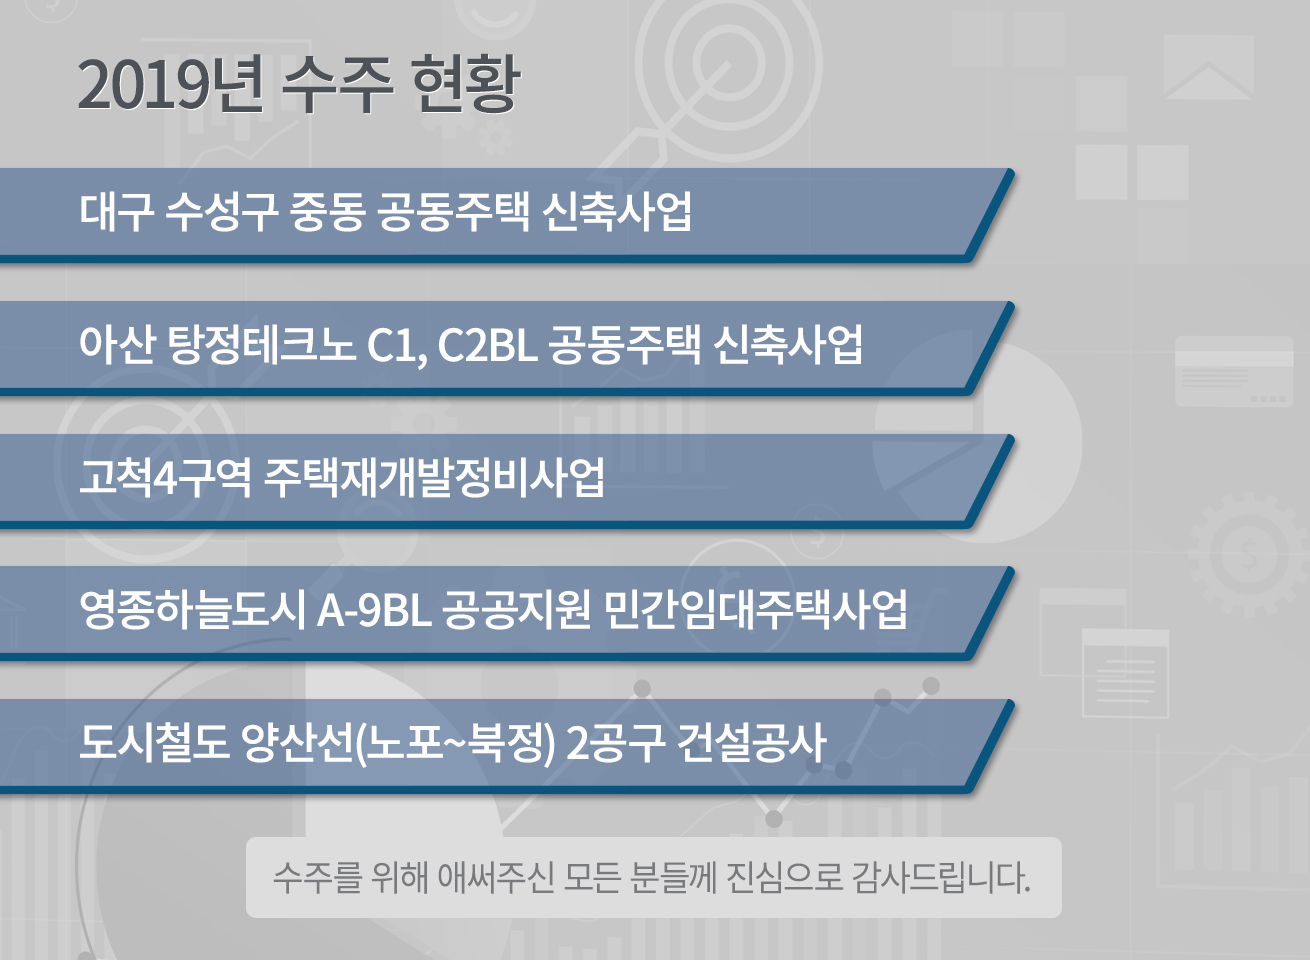 2019년 수주 현황
대구 수성구 중동 공동주택 신축사업
아산 탕정테크노 C1, C2BL 공동주택 신축사업
고척4구역 주택재개발정비사업
영종하늘도시 A-9BL 공공지원 민간임대주택사업
도시철도 양산선(노포~북정) 2공구 건설공사
수주를 위해 애써주신 모든 분들께 진심으로 감사드립니다.